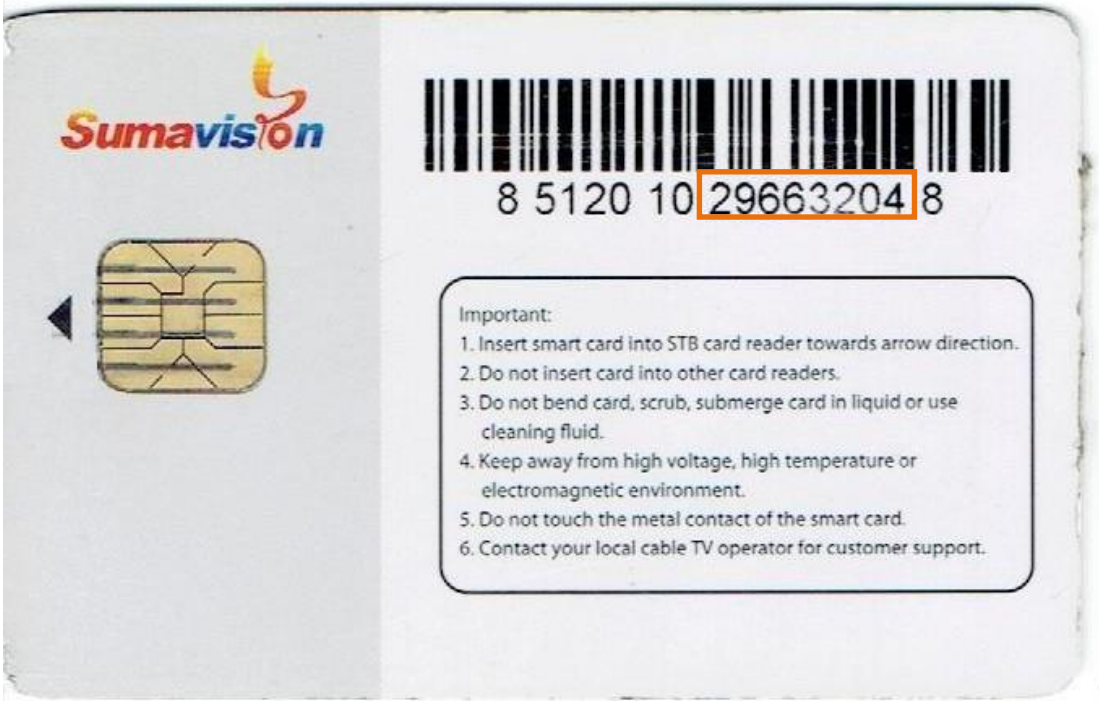 Sumavision
8 5120 10 29663204 8
Important:
1. Insert smart card into STB card reader towards arrow direction.
2. Do not insert card into other card readers.
3. Do not bend card, scrub, submerge card in liquid or use
cleaning fluid.
4. Keep away from high voltage, high temperature or
electromagnetic environment.
5. Do not touch the metal contact of the smart card.
6. Contact your local cable TV operator for customer support.